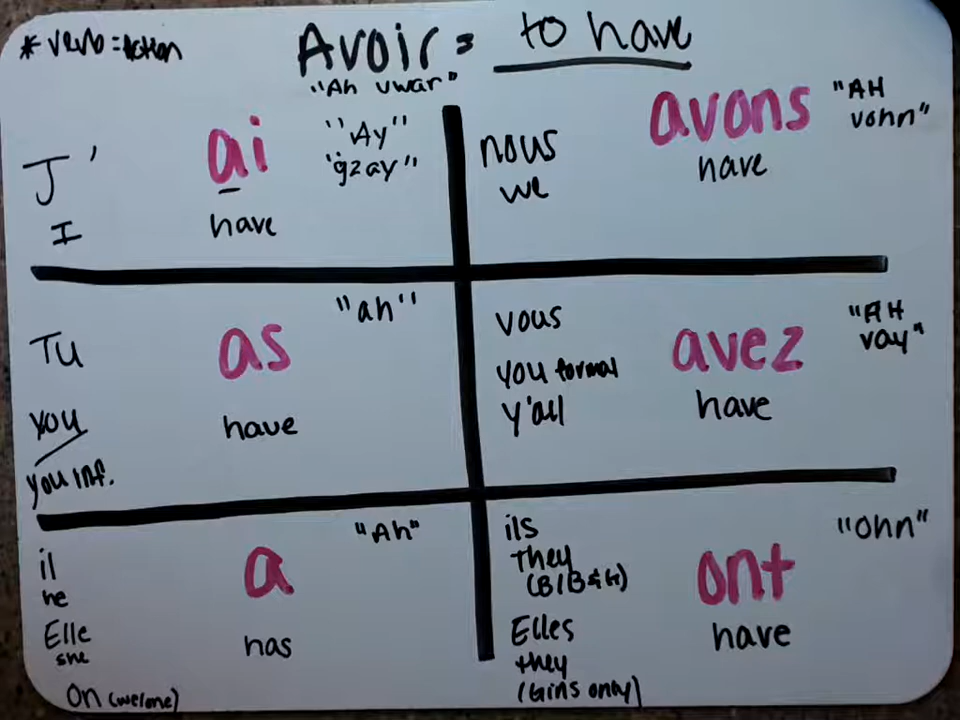 * verb = Action
Avoir = to have
"Ah vwar"
J' ai "Ay"
"gzay"
I have
nous avons "AH vohn"
we have
Tu as "ah"
you have
you inf.
vous avez "AH vay"
you formal have
y'all
il a "Ah"
he
Elle has
she
On (we/one)
ils ont "Ohn"
They
(B/B&G)
Elles have
they
(Girls only)